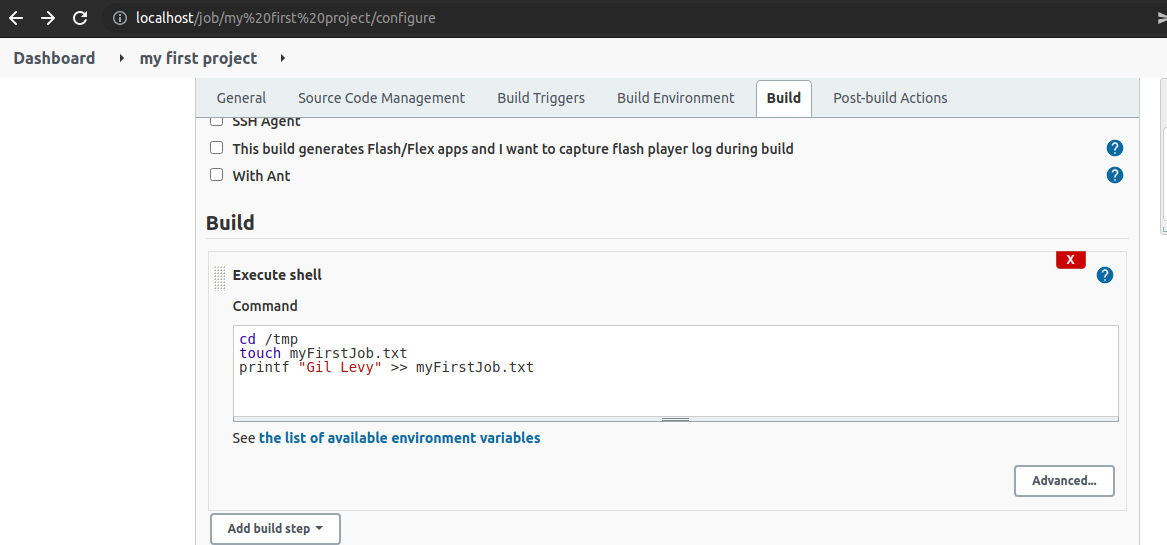 localhost/job/my%20first%20project/configure
Dashboard my first project
General Source Code Management Build Triggers Build Environment Build Post-build Actions
SSH Agent
This build generates Flash/Flex apps and I want to capture flash player log during build ?
With Ant ?
Build
X
Execute shell ?
Command
cd /tmp
touch myFirstJob.txt
printf "Gil Levy" >> myFirstJob.txt
See the list of available environment variables
Advanced...
Add build step